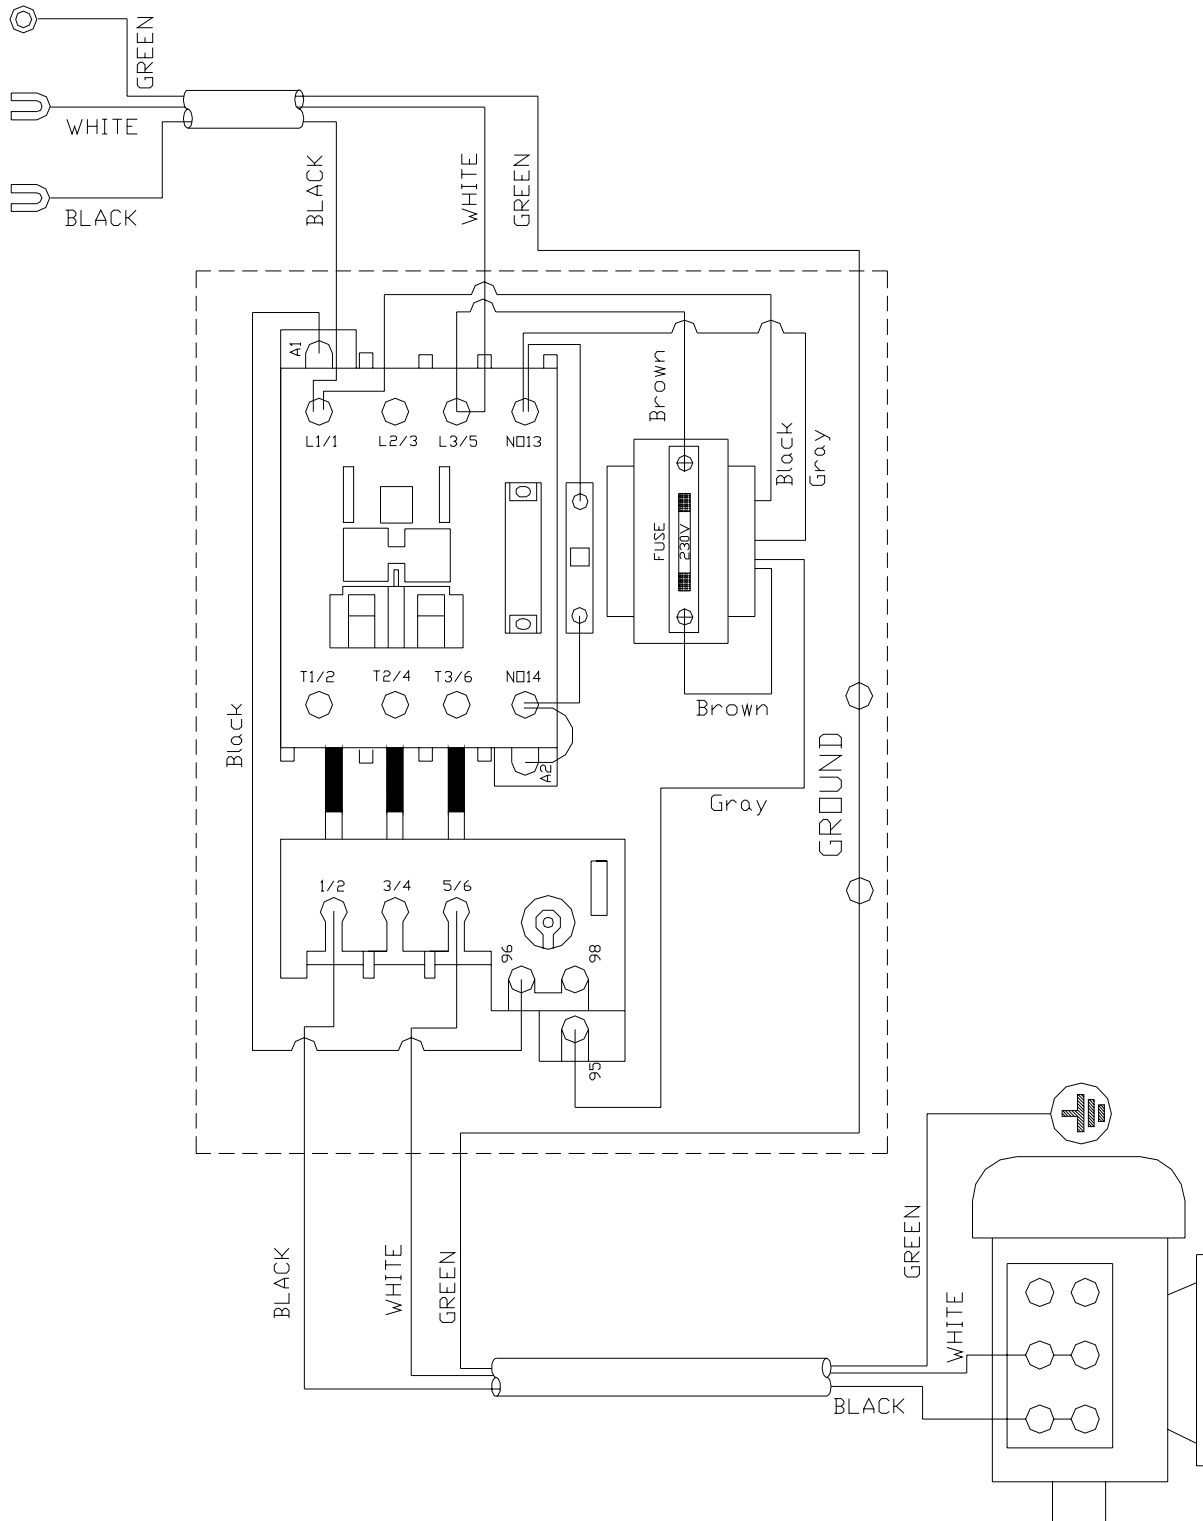 GREEN
WHITE
BLACK
BLACK
WHITE
GREEN
A1
L1/1
L2/3
L3/5
NO13
Brown
Black
Gray
FUSE
230V
T1/2
T2/4
T3/6
NO14
Brown
Black
A2
Gray
GROUND
1/2
3/4
5/6
96
98
95
BLACK
WHITE
GREEN
GREEN
WHITE
BLACK